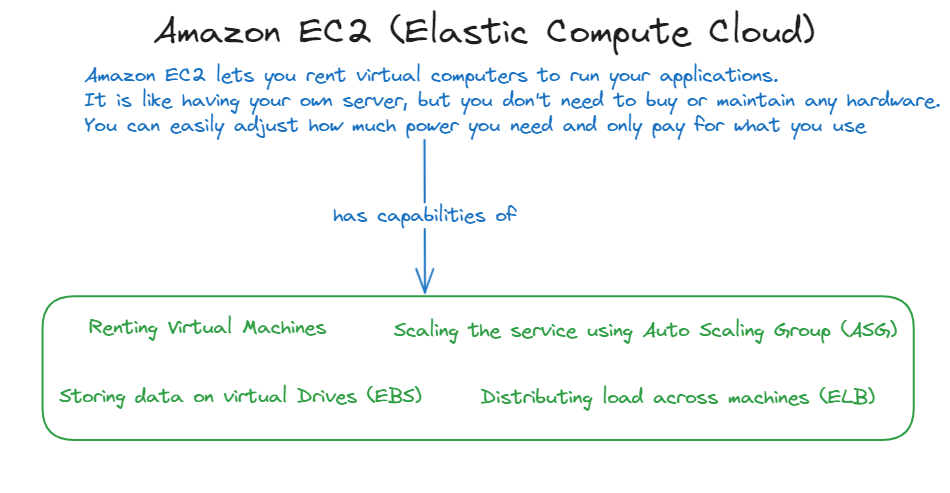 Amazon EC2 (Elastic Compute Cloud)
Amazon EC2 lets you rent virtual computers to run your applications.
It is like having your own server, but you don't need to buy or maintain any hardware.
You can easily adjust how much power you need and only pay for what you use
has capabilities of
Renting Virtual Machines
Scaling the service using Auto Scaling Group (ASG)
Storing data on virtual Drives (EBS)
Distributing load across machines (ELB)